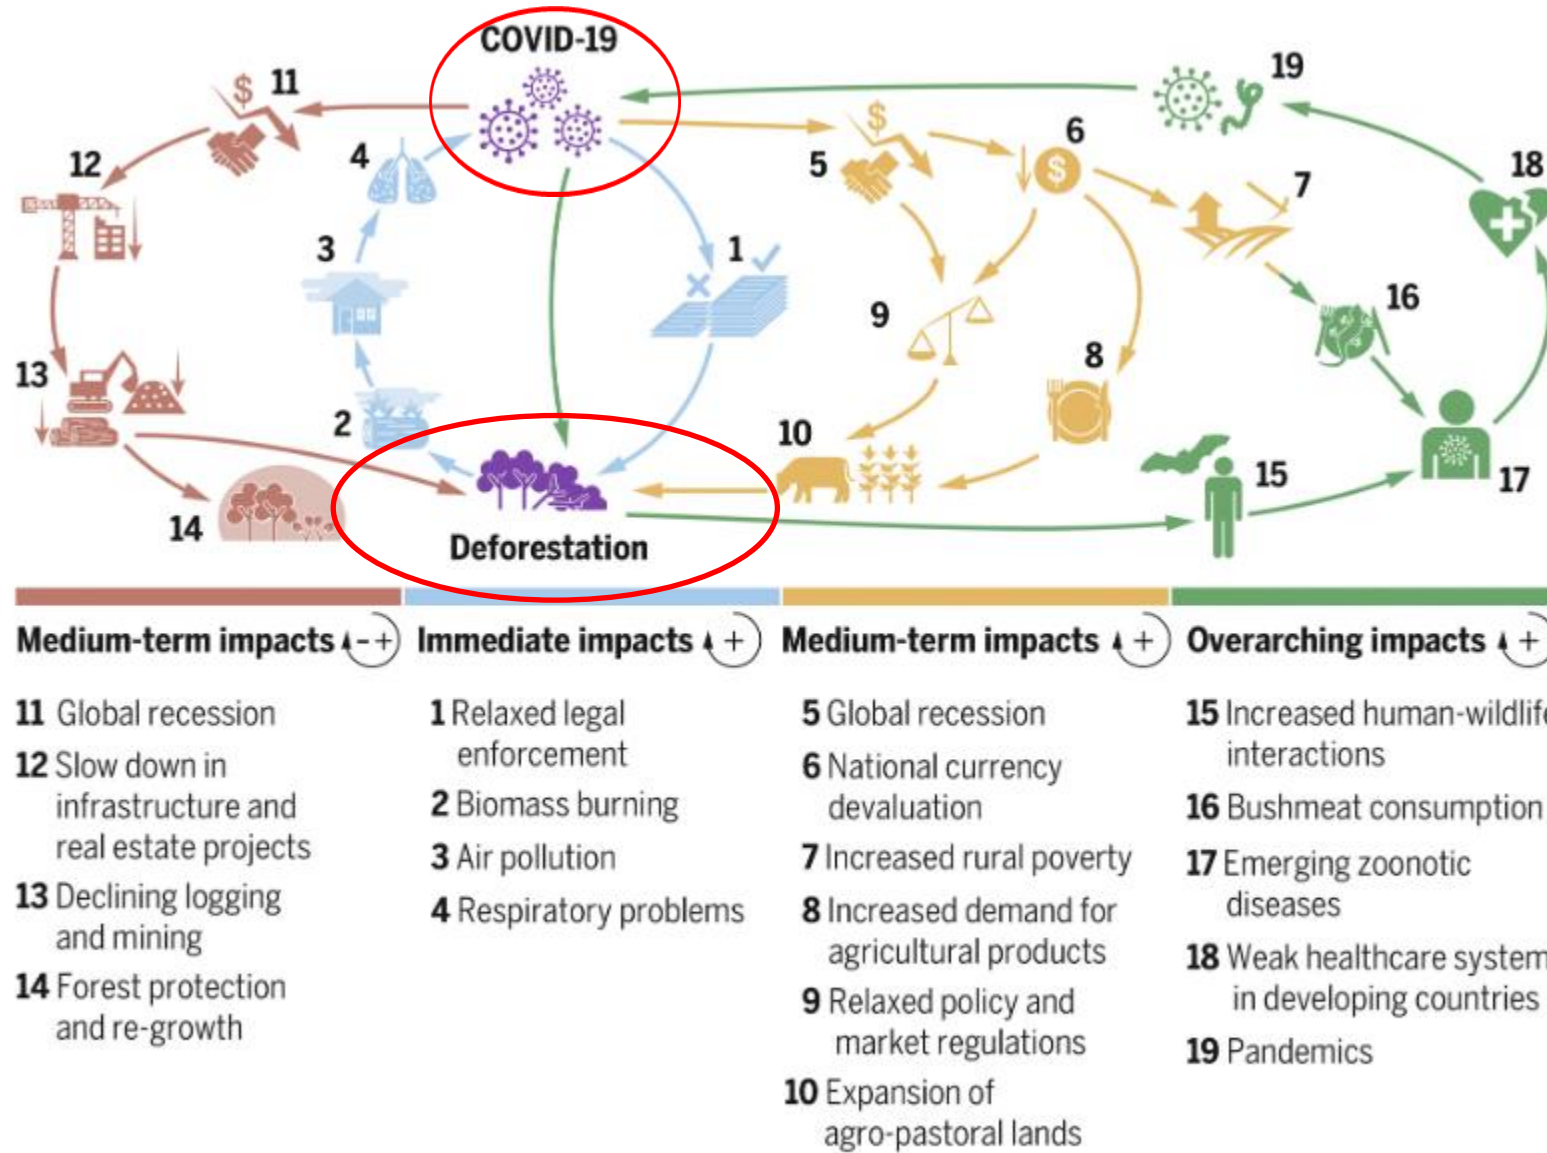 COVID-19
11
$
19
4
5
$
6
$
12
18
7
3
1
9
16
13
8
2
10
15
17
14
Deforestation
Medium-term impacts - +
11 Global recession
12 Slow down in
infrastructure and
real estate projects
13 Declining logging
and mining
14 Forest protection
and re-growth
Immediate impacts +
1 Relaxed legal
enforcement
2 Biomass burning
3 Air pollution
4 Respiratory problems
Medium-term impacts +
5 Global recession
6 National currency
devaluation
7 Increased rural poverty
8 Increased demand for
agricultural products
9 Relaxed policy and
market regulations
10 Expansion of
agro-pastoral lands
Overarching impacts +
15 Increased human-wildlife
interactions
16 Bushmeat consumption
17 Emerging zoonotic
diseases
18 Weak healthcare system
in developing countries
19 Pandemics